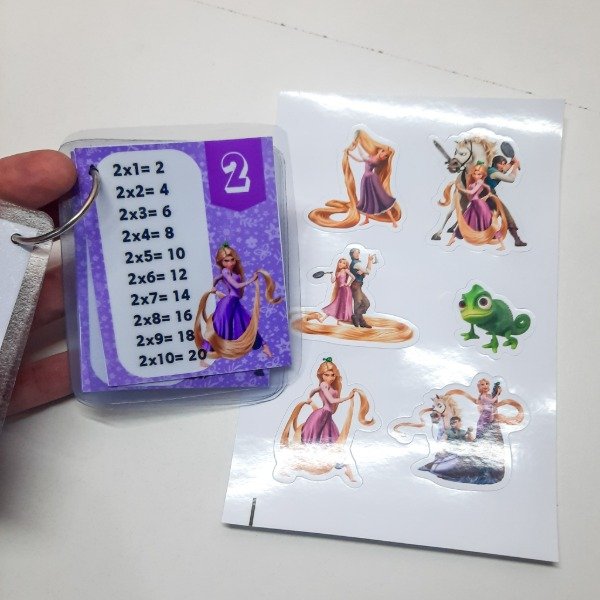 2
2x1= 2
2x2= 4
2x3= 6
2x4= 8
2x5= 10
2x6= 12
2x7= 14
2x8= 16
2x9= 18
2x10= 20